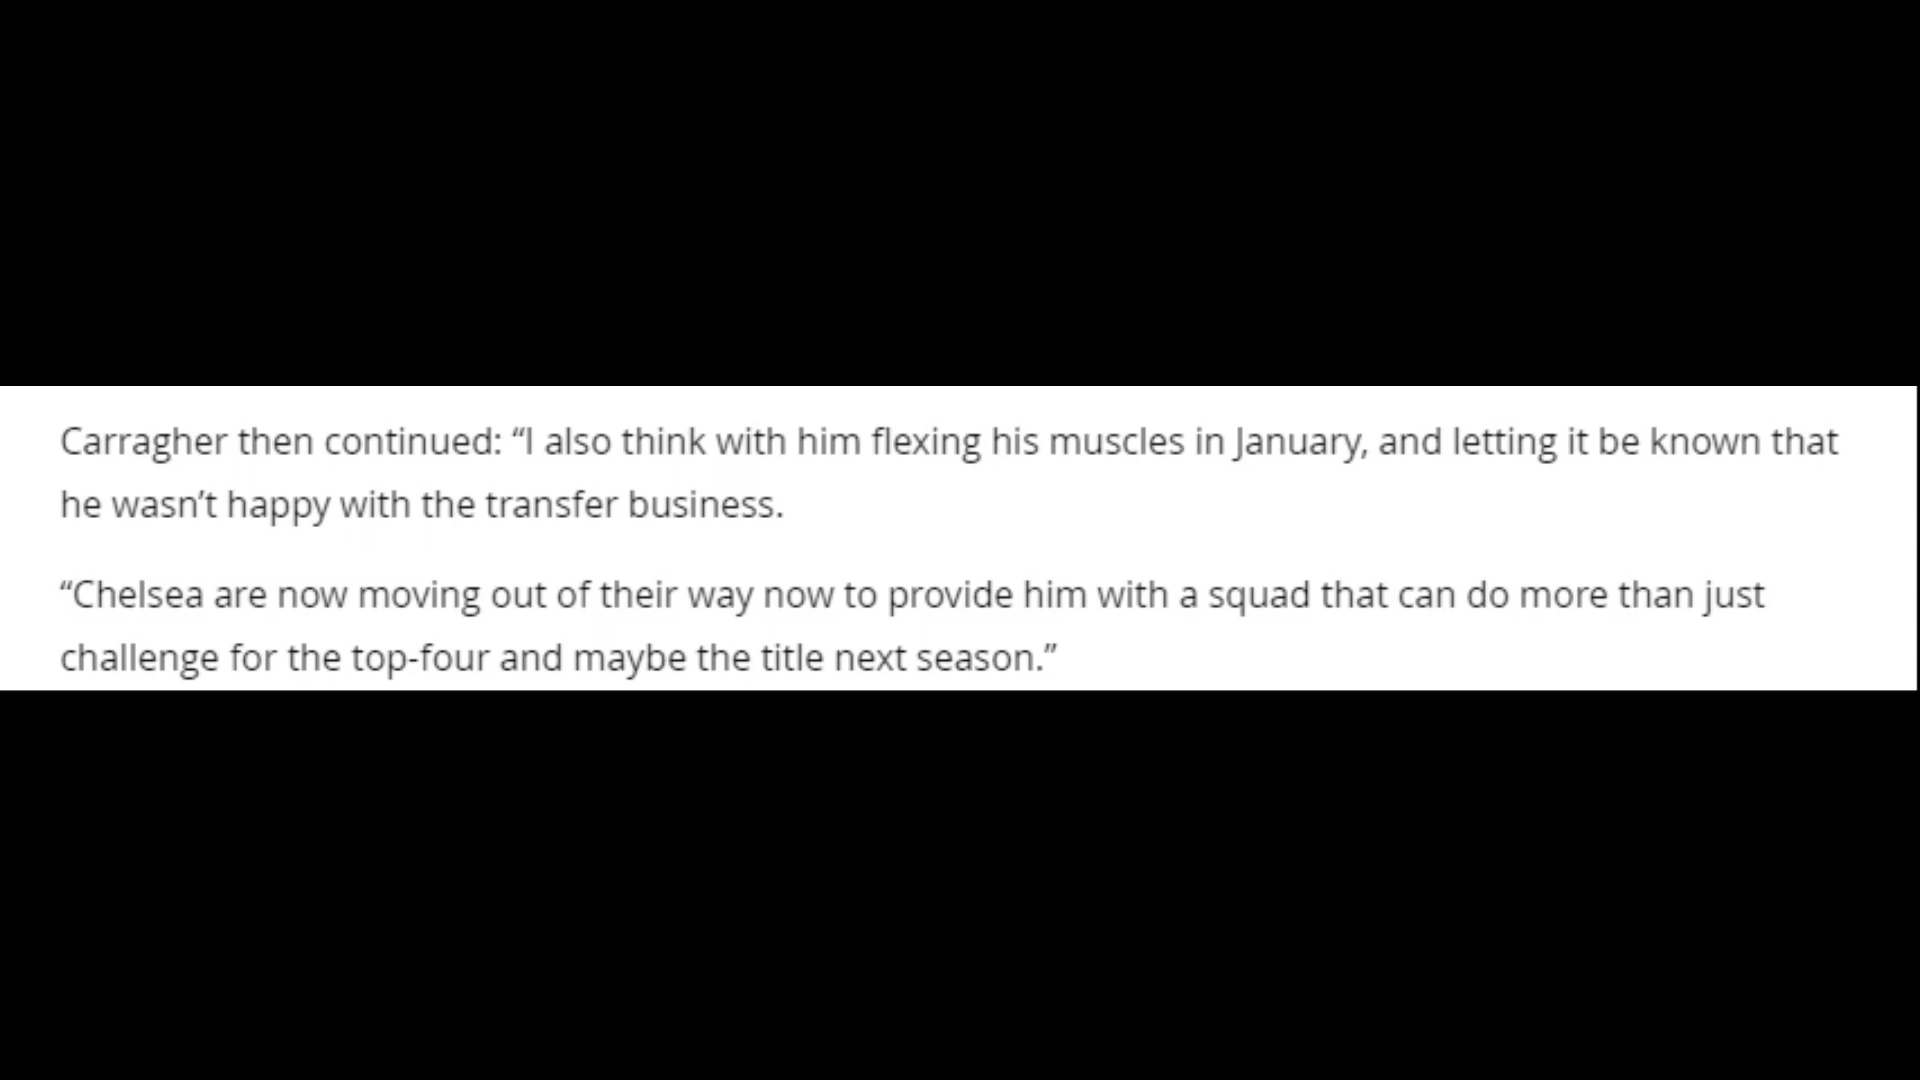 Carragher then continued: “I also think with him flexing his muscles in January, and letting it be known that
he wasn’t happy with the transfer business.
“Chelsea are now moving out of their way now to provide him with a squad that can do more than just
challenge for the top-four and maybe the title next season.”